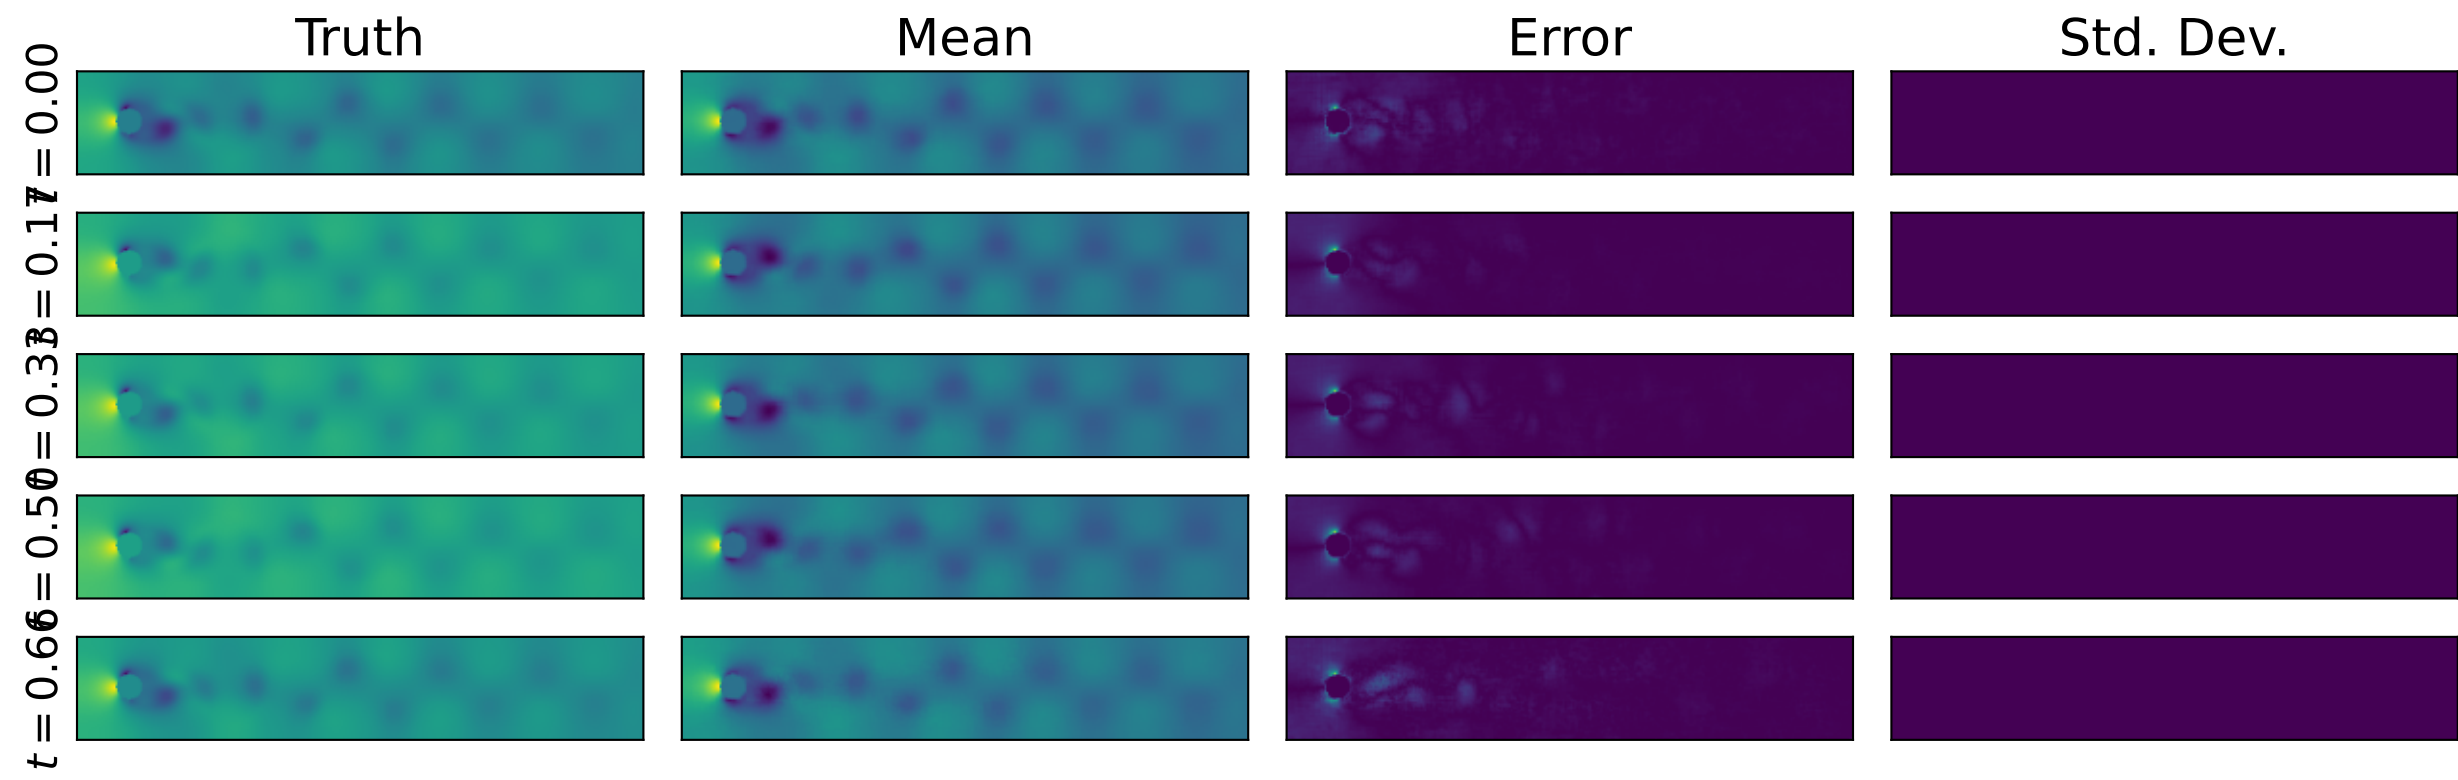 Truth Mean Error Std. Dev.
t = 0.00
t = 0.17
t = 0.33
t = 0.50
t = 0.66